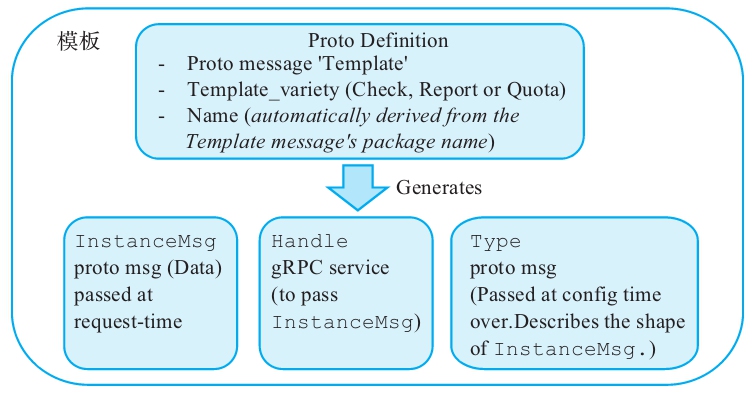 模板
Proto Definition
- Proto message 'Template'
- Template_variety (Check, Report or Quota)
- Name (automatically derived from the
Template message's package name)
Generates
InstanceMsg
proto msg (Data)
passed at
request-time
Handle
gRPC service
(to pass
InstanceMsg)
Type
proto msg
(Passed at config time
over.Describes the shape
of InstanceMsg.)